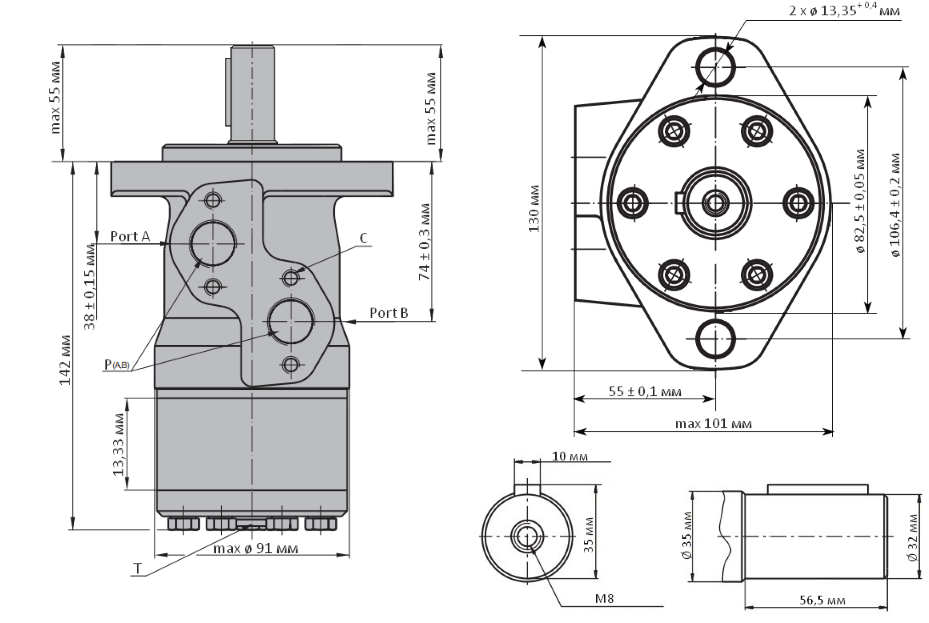 2 x ø 13,35⁺⁰,⁴ мм
max 55 мм
max 55 мм
Port A
C
38 ± 0,15 мм
74 ± 0,3 мм
Port B
142 мм
P(A,B)
13,33 мм
max ø 91 мм
T
130 мм
ø 82,5 ± 0,05 мм
ø 106,4 ± 0,2 мм
55 ± 0,1 мм
max 101 мм
10 мм
35 мм
M8
Ø 35 мм
Ø 32 мм
56,5 мм